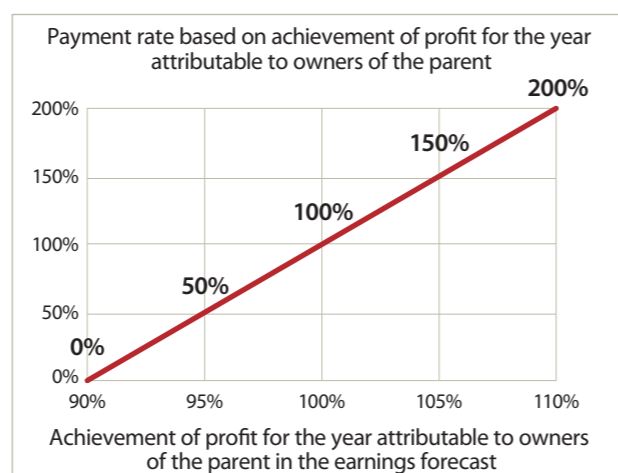 Payment rate based on achievement of profit for the year
attributable to owners of the parent
200%
200%
150%
150%
100%
100%
50%
50%
0%
0%
90% 95% 100% 105% 110%
Achievement of profit for the year attributable to owners
of the parent in the earnings forecast